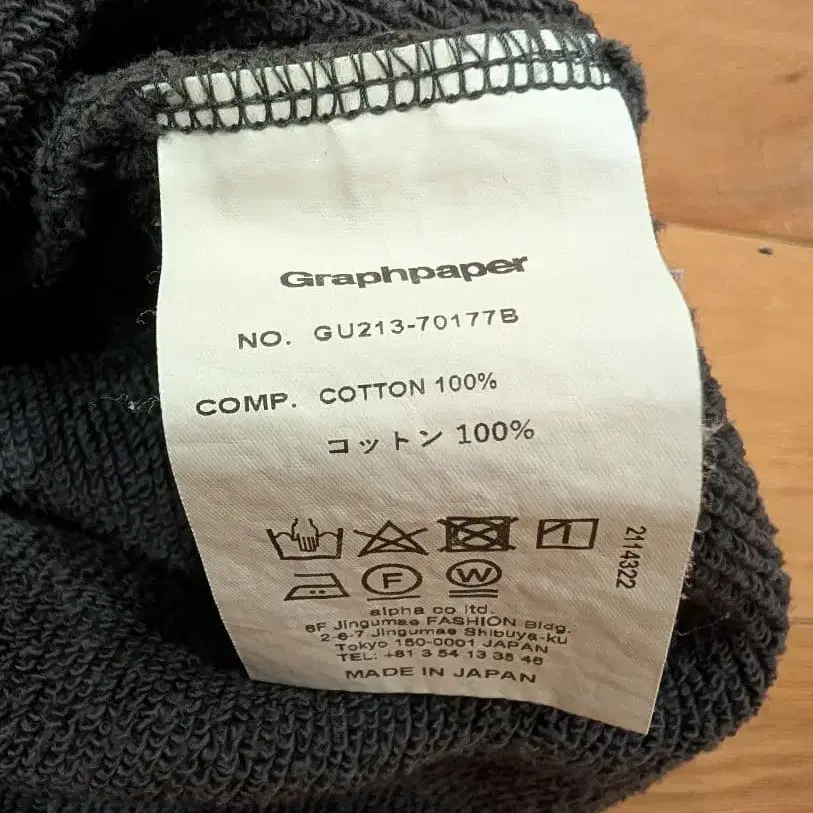 Graphpaper
NO. GU213-70177B
COMP. COTTON 100%
コットン 100%
2114322
F W
alpha co ltd.
6F Jingumae FASHION Bldg.
2-6-7 Jingumae Shibuya-ku
Tokyo 150-0001 JAPAN
TEL: +81 3 54 13 35 46
MADE IN JAPAN